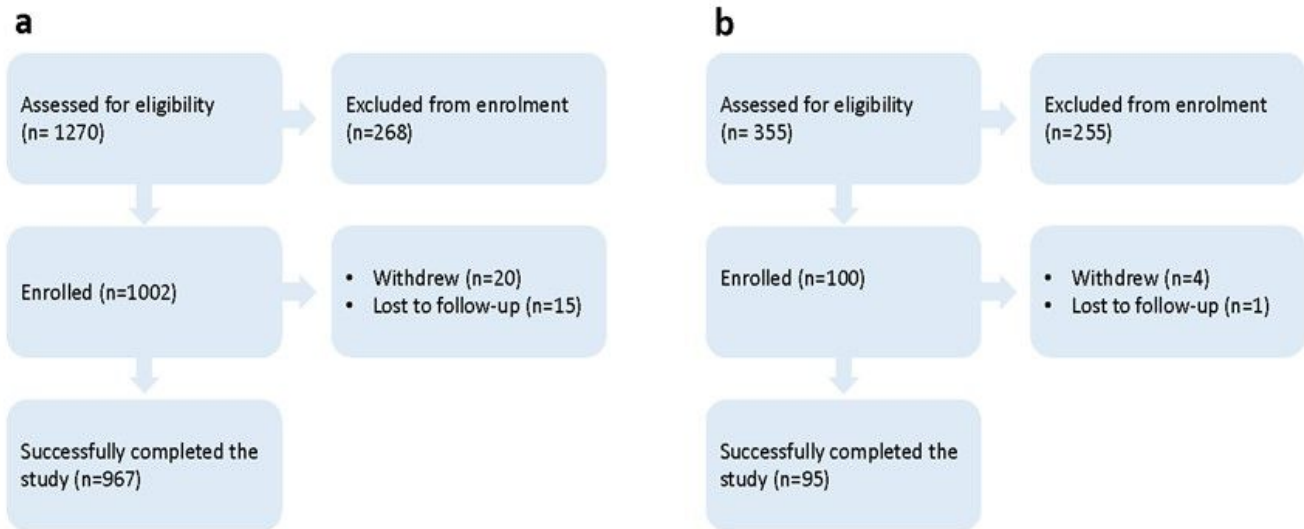 a
Assessed for eligibility
(n= 1270)
Excluded from enrolment
(n=268)
Enrolled (n=1002)
• Withdrew (n=20)
• Lost to follow-up (n=15)
Successfully completed the
study (n=967)
b
Assessed for eligibility
(n= 355)
Excluded from enrolment
(n=255)
Enrolled (n=100)
• Withdrew (n=4)
• Lost to follow-up (n=1)
Successfully completed the
study (n=95)